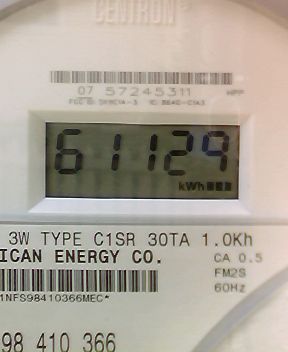 CENTRON®
07 57245311
61129
kWh
3W TYPE C1SR 30TA 1.0Kh
ICAN ENERGY CO.
CA 0.5
FM2S
60Hz
1NFS98410366MEC*
98 410 366